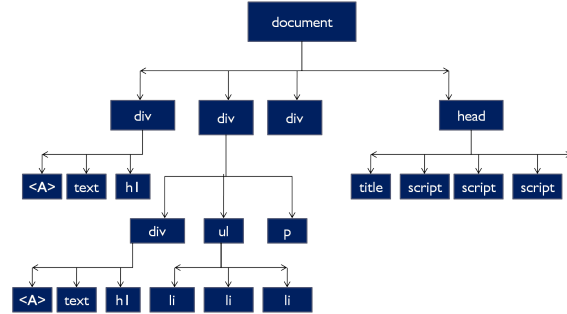 document
div
div
div
head
<A>
text
h1
title
script
script
script
div
ul
p
<A>
text
h1
li
li
li